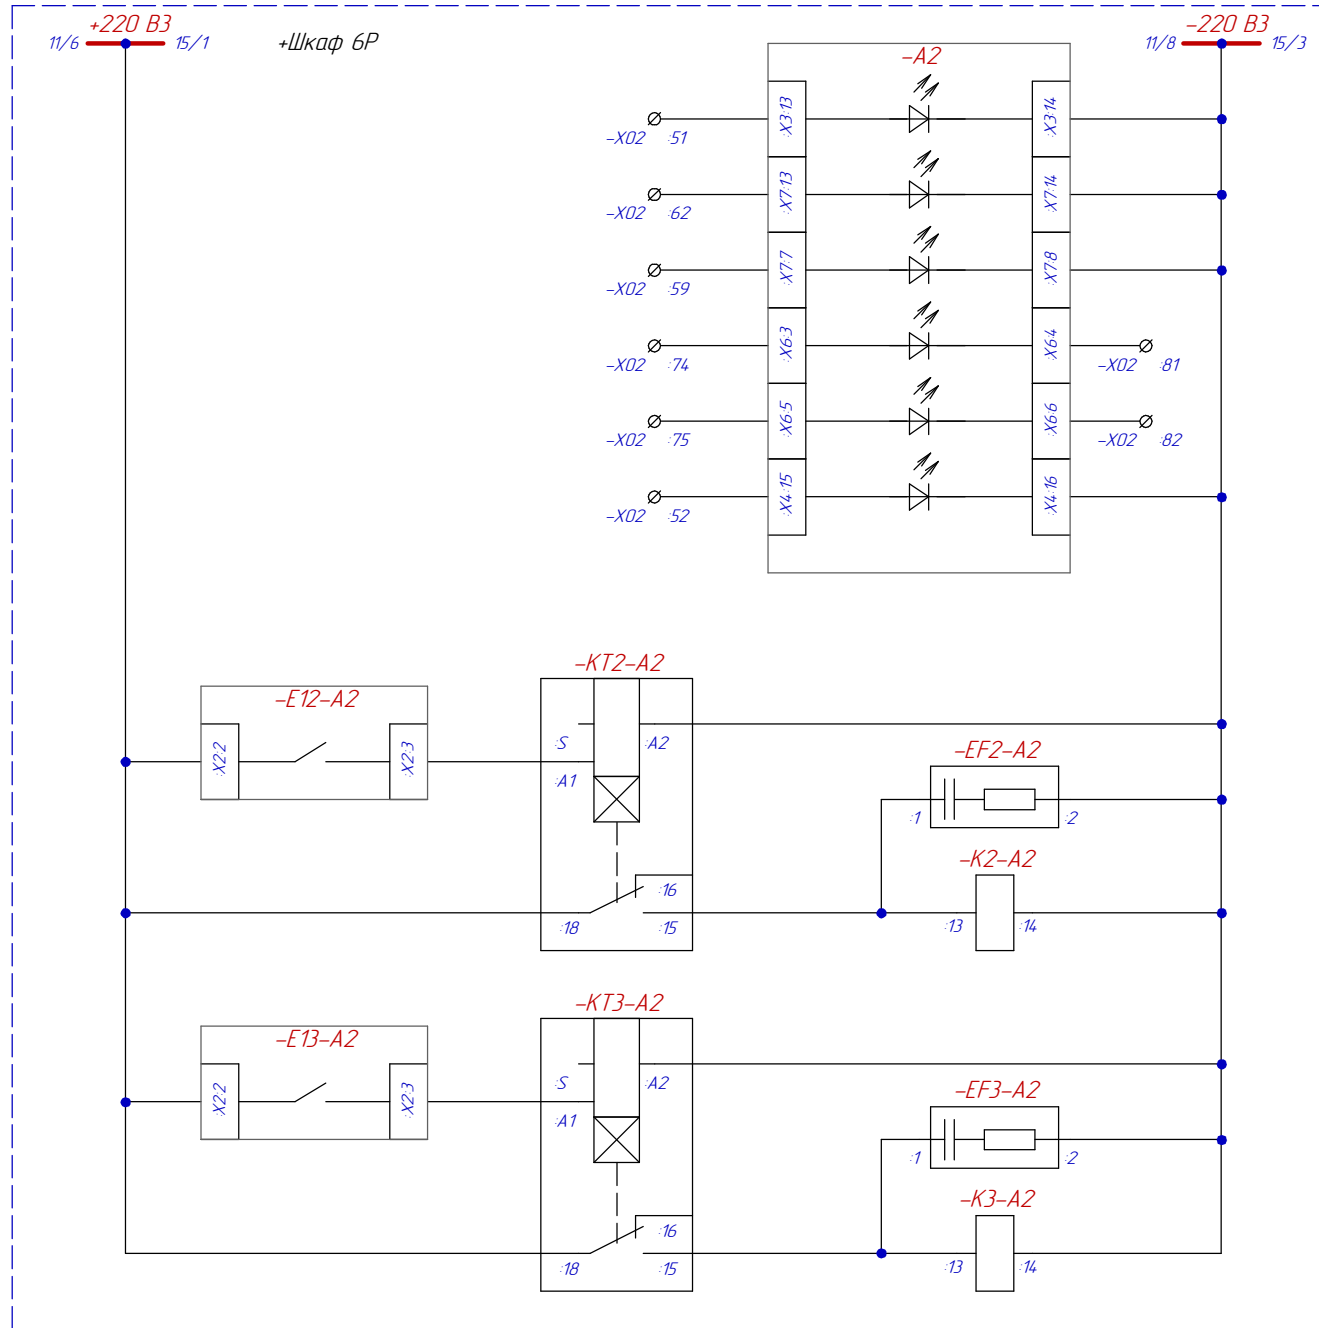 +220 В3
11/6 15/1
+Шкаф 6Р
-220 В3
11/8 15/3
-A2
:X3:13 :X3:14
-X02 :51
:X7:13 :X7:14
-X02 :62
:X7:7 :X7:8
-X02 :59
:X6:3 :X6:4
-X02 :74
-X02 :81
:X6:5 :X6:6
-X02 :75
-X02 :82
:X4:15 :X4:16
-X02 :52
-KT2-A2
-E12-A2
:X2:2 :X2:3
:S :A2
:A1
-EF2-A2
:1 :2
-K2-A2
:16
:18 :15
:13 :14
-KT3-A2
-E13-A2
:X2:2 :X2:3
:S :A2
:A1
-EF3-A2
:1 :2
-K3-A2
:16
:18 :15
:13 :14